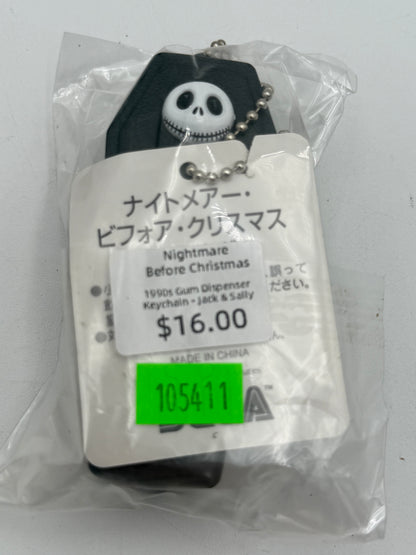 ナイトメアー・
ビフォア・クリスマス
Nightmare
Before Christmas
1990s Gum Dispenser
Keychain - Jack & Sally
$16.00
誤って
ださい。
MADE IN CHINA
105411